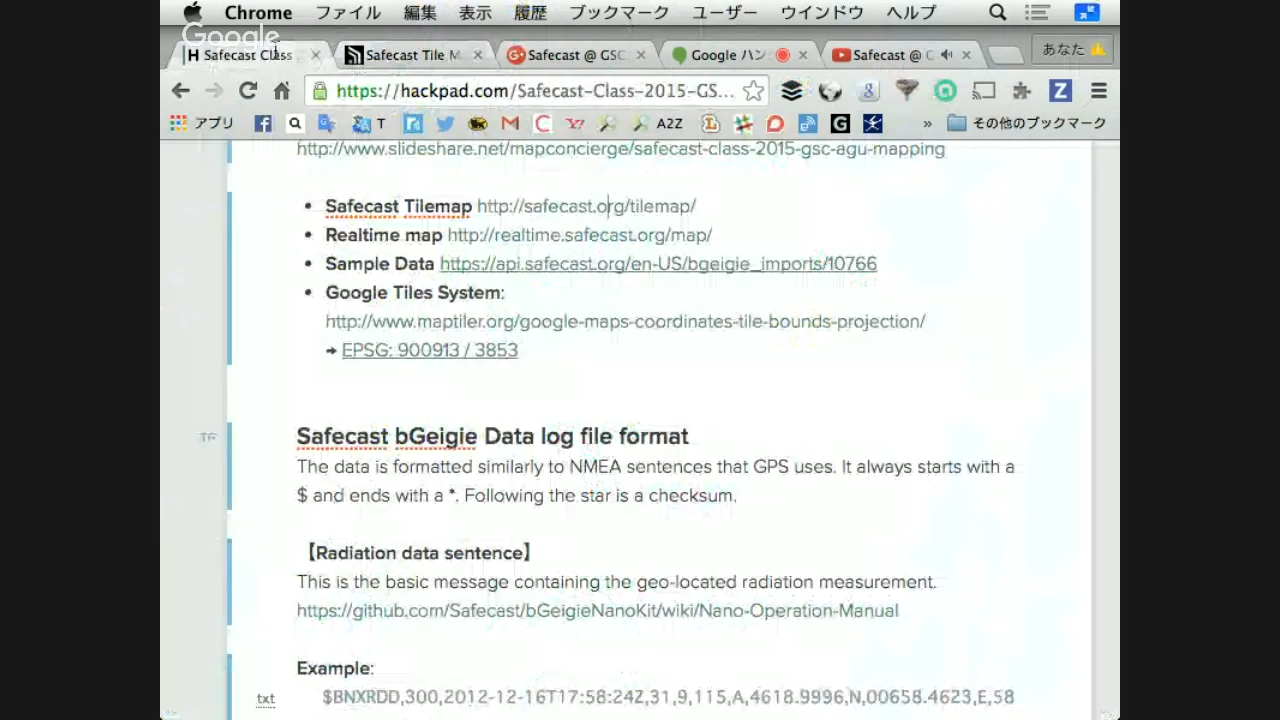 Chrome ファイル 編集 表示 履歴 ブックマーク ユーザー ウインドウ ヘルプ
Google
Safecast Class Safecast Tile M Safecast @ GSC Google ハン Safecast @ G あなた
https://hackpad.com/Safecast-Class-2015-GS...
アプリ T A2Z その他のブックマーク
http://www.slideshare.net/mapconcierge/safecast-class-2015-gsc-agu-mapping
• Safecast Tilemap http://safecast.org/tilemap/
• Realtime map http://realtime.safecast.org/map/
• Sample Data https://api.safecast.org/en-US/bgeigie_imports/10766
• Google Tiles System:
http://www.maptiler.org/google-maps-coordinates-tile-bounds-projection/
→ EPSG: 900913 / 3853
Safecast bGeigie Data log file format
The data is formatted similarly to NMEA sentences that GPS uses. It always starts with a
$ and ends with a *. Following the star is a checksum.
【Radiation data sentence】
This is the basic message containing the geo-located radiation measurement.
https://github.com/Safecast/bGeigieNanoKit/wiki/Nano-Operation-Manual
Example:
txt $BNXRDD,300,2012-12-16T17:58:24Z,31,9,115,A,4618.9996,N,00658.4623,E,58